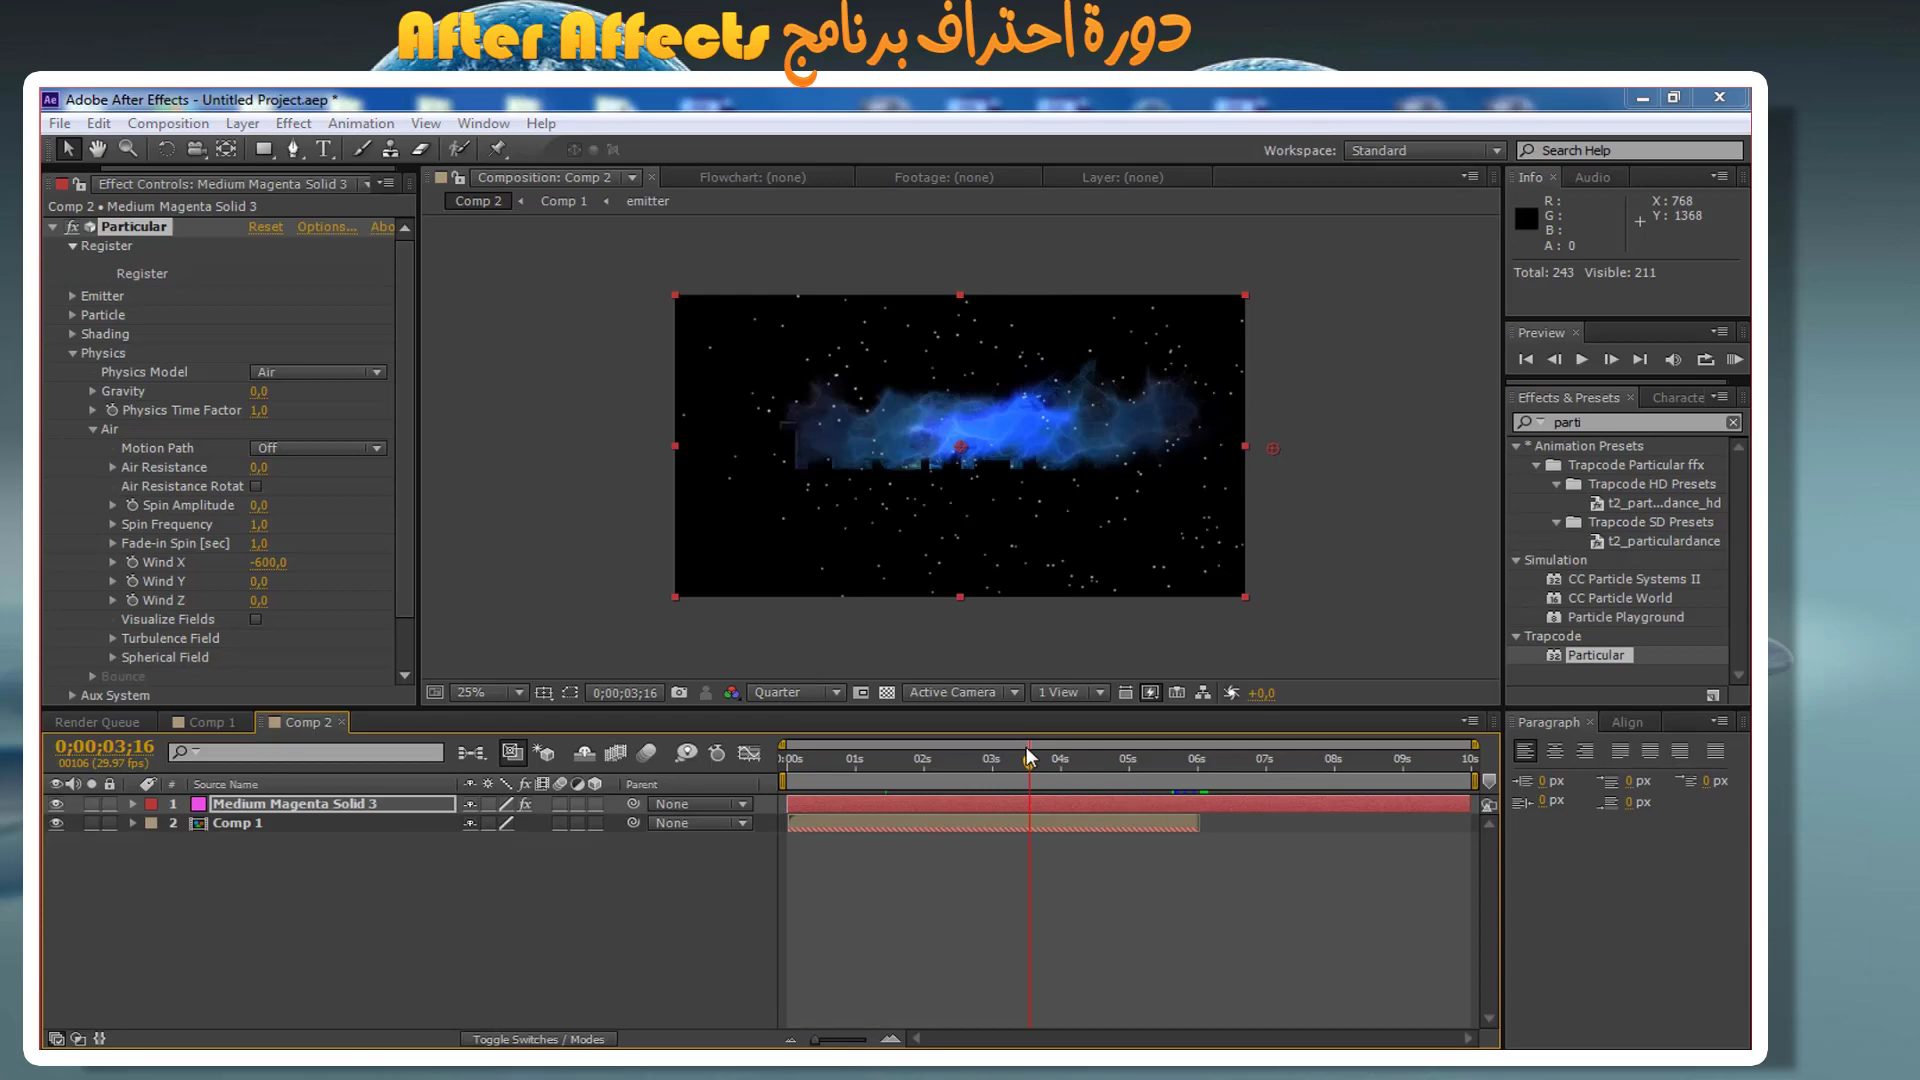 دورة احتراف برنامج After Affects
Ae Adobe After Effects - Untitled Project.aep *
File Edit Composition Layer Effect Animation View Window Help
Workspace: Standard
Search Help
Effect Controls: Medium Magenta Solid 3
Comp 2 • Medium Magenta Solid 3
fx Particular Reset Options... Abo
Register
Register
Emitter
Particle
Shading
Physics
Physics Model Air
Gravity 0,0
Physics Time Factor 1,0
Air
Motion Path Off
Air Resistance 0,0
Air Resistance Rotat
Spin Amplitude 0,0
Spin Frequency 1,0
Fade-in Spin [sec] 1,0
Wind X -600,0
Wind Y 0,0
Wind Z 0,0
Visualize Fields
Turbulence Field
Spherical Field
Bounce
Aux System
Composition: Comp 2
Flowchart: (none)
Footage: (none)
Layer: (none)
Comp 2 Comp 1 emitter
25% 0;00;03;16 Quarter Active Camera 1 View +0,0
Info Audio
R: X: 768
G: Y: 1368
B:
A: 0
Total: 243 Visible: 211
Preview
Effects & Presets Characte
parti
* Animation Presets
Trapcode Particular ffx
Trapcode HD Presets
t2_part...dance_hd
Trapcode SD Presets
t2_particulardance
Simulation
CC Particle Systems II
CC Particle World
Particle Playground
Trapcode
Particular
Render Queue Comp 1 Comp 2
0;00;03;16
00106 (29.97 fps)
# Source Name Parent
1 Medium Magenta Solid 3 fx None
2 Comp 1 None
):00s 01s 02s 03s 04s 05s 06s 07s 08s 09s 10s
Toggle Switches / Modes
Paragraph Align
0 px 0 px 0 px
0 px 0 px